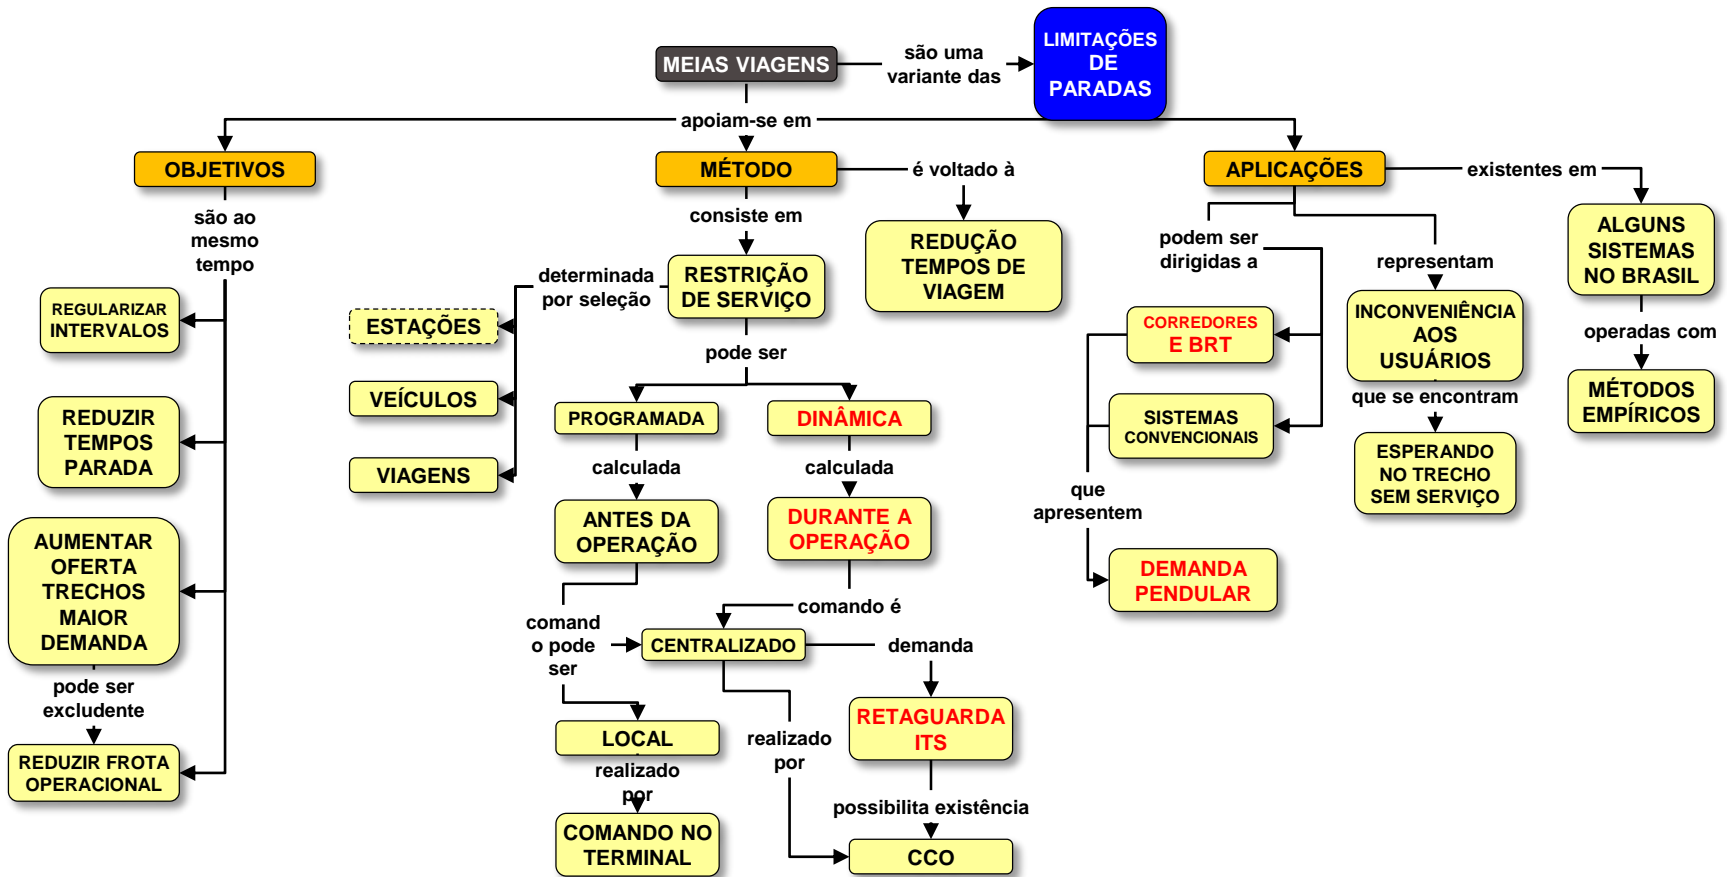 MEIAS VIAGENS
são uma
variante das
LIMITAÇÕES
DE
PARADAS
apoiam-se em
OBJETIVOS
MÉTODO
é voltado à
APLICAÇÕES
existentes em
são ao
mesmo
tempo
consiste em
REDUÇÃO
TEMPOS DE
VIAGEM
podem ser
dirigidas a
representam
ALGUNS
SISTEMAS
NO BRASIL
determinada
por seleção
RESTRIÇÃO
DE SERVIÇO
REGULARIZAR
INTERVALOS
ESTAÇÕES
pode ser
CORREDORES
E BRT
INCONVENIÊNCIA
AOS
USUÁRIOS
operadas com
VEÍCULOS
PROGRAMADA
DINÂMICA
SISTEMAS
CONVENCIONAIS
que se encontram
MÉTODOS
EMPÍRICOS
REDUZIR
TEMPOS
PARADA
VIAGENS
calculada
calculada
que
apresentem
ESPERANDO
NO TRECHO
SEM SERVIÇO
ANTES DA
OPERAÇÃO
DURANTE A
OPERAÇÃO
AUMENTAR
OFERTA
TRECHOS
MAIOR
DEMANDA
DEMANDA
PENDULAR
comand
o pode
ser
comando é
CENTRALIZADO
demanda
pode ser
excludente
LOCAL
realizado
por
RETAGUARDA
ITS
REDUZIR FROTA
OPERACIONAL
realizado
por
possibilita existência
COMANDO NO
TERMINAL
CCO